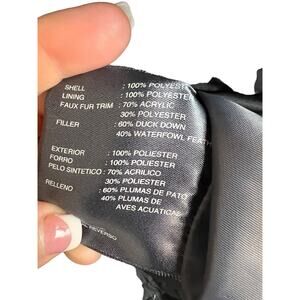 SHELL : 100% POLYESTER
LINING : 100% POLYESTER
FAUX FUR TRIM : 70% ACRYLIC
30% POLYESTER
FILLER : 60% DUCK DOWN
40% WATERFOWL FEATH
EXTERIOR : 100% POLIESTER
FORRO : 100% POLIESTER
PELO SINTETICO : 70% ACRILICO
30% POLIESTER
RELLENO : 60% PLUMAS DE PATO
40% PLUMAS DE
AVES ACUATICAS
REVERSO